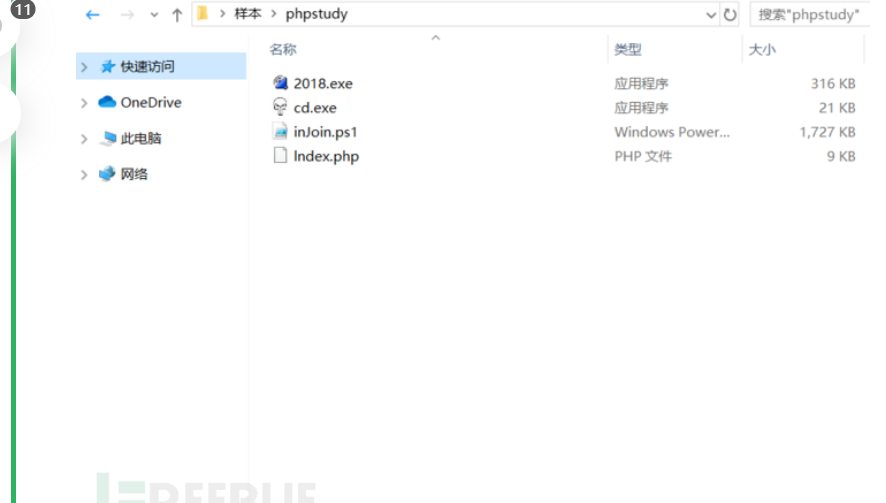 11
样本 phpstudy 搜索"phpstudy"
名称 类型 大小
快速访问
OneDrive
此电脑
网络
2018.exe 应用程序 316 KB
cd.exe 应用程序 21 KB
inJoin.ps1 Windows Power... 1,727 KB
Index.php PHP 文件 9 KB
FREEBUF